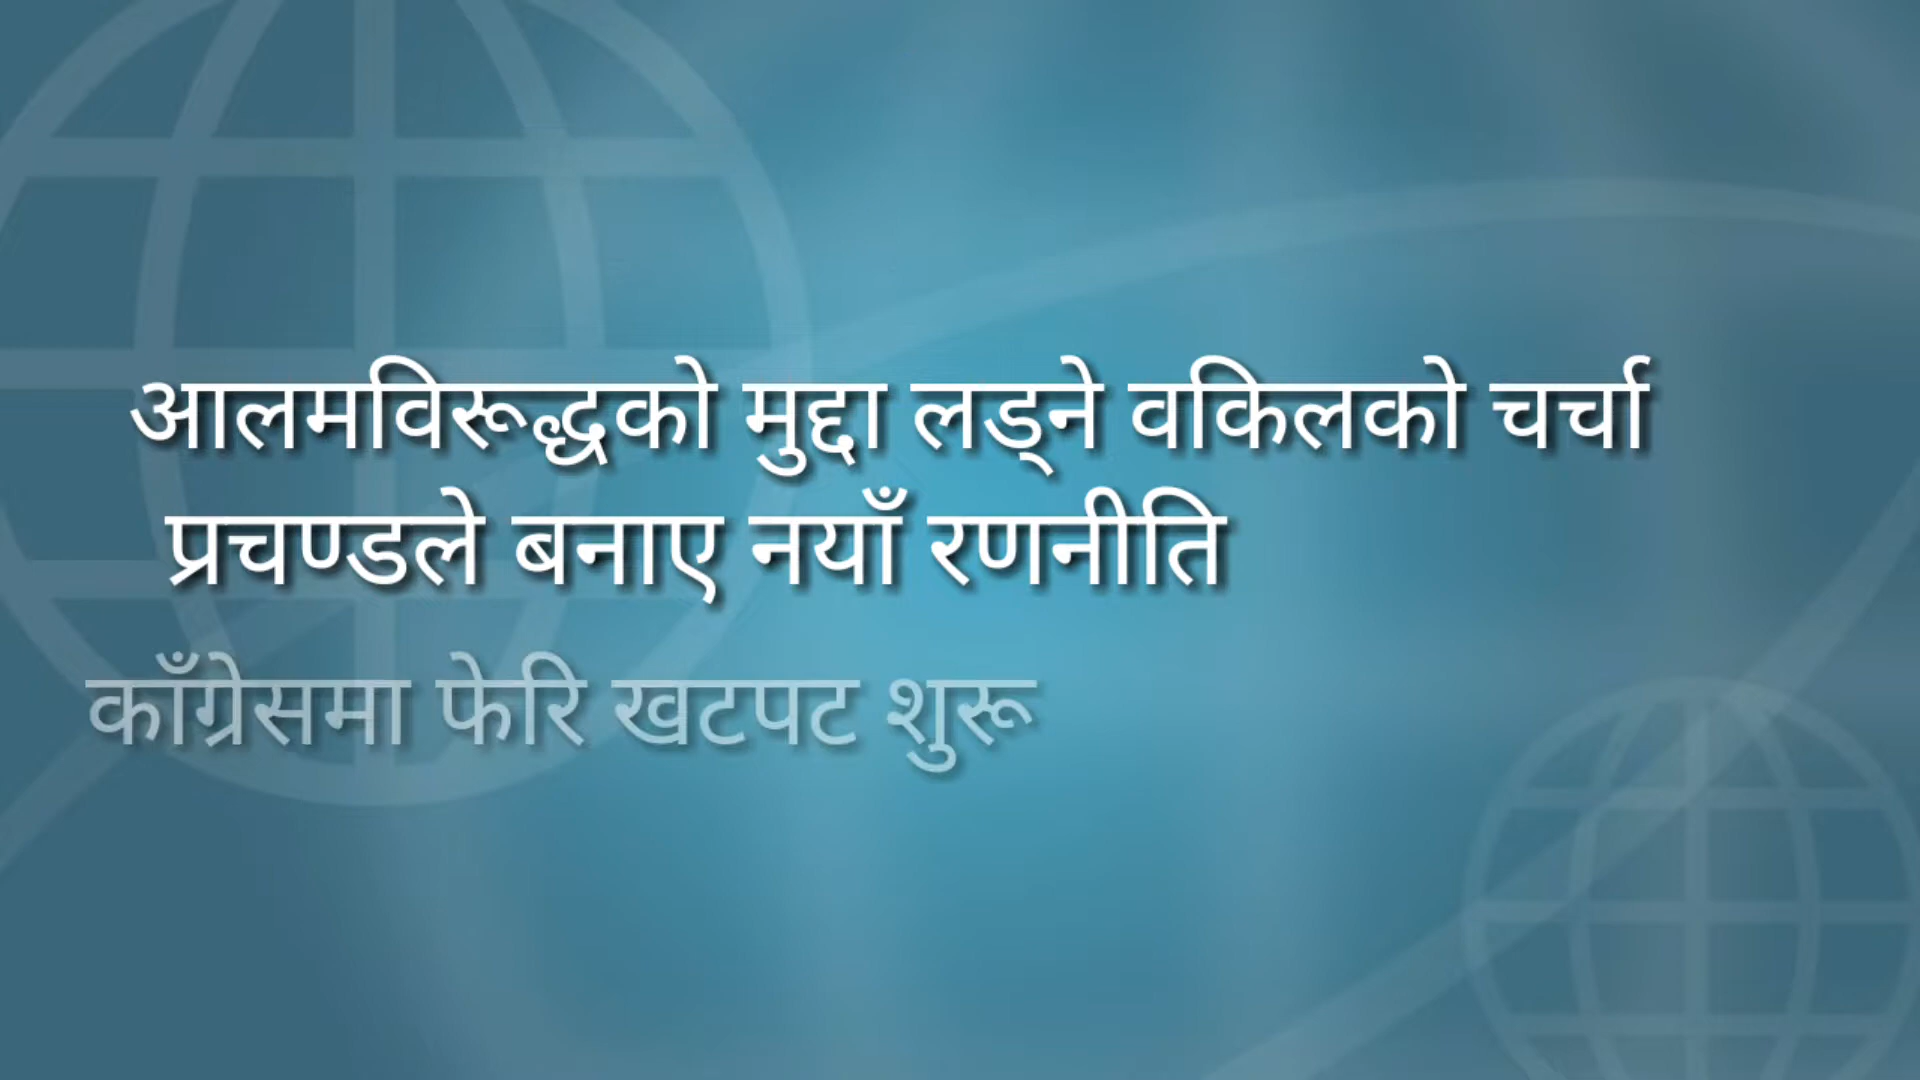 आलमविरूद्धको मुद्दा लड्ने वकिलको चर्चा
प्रचण्डले बनाए नयाँ रणनीति
काँग्रेसमा फेरि खटपट शुरू